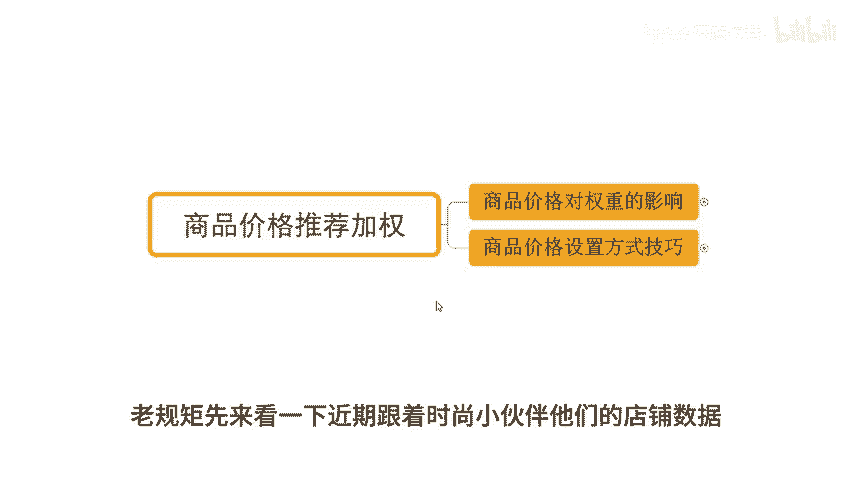 商品价格推荐加权
商品价格对权重的影响
商品价格设置方式技巧
老规矩先来看一下近期跟着时尚小伙伴他们的店铺数据
bilibili